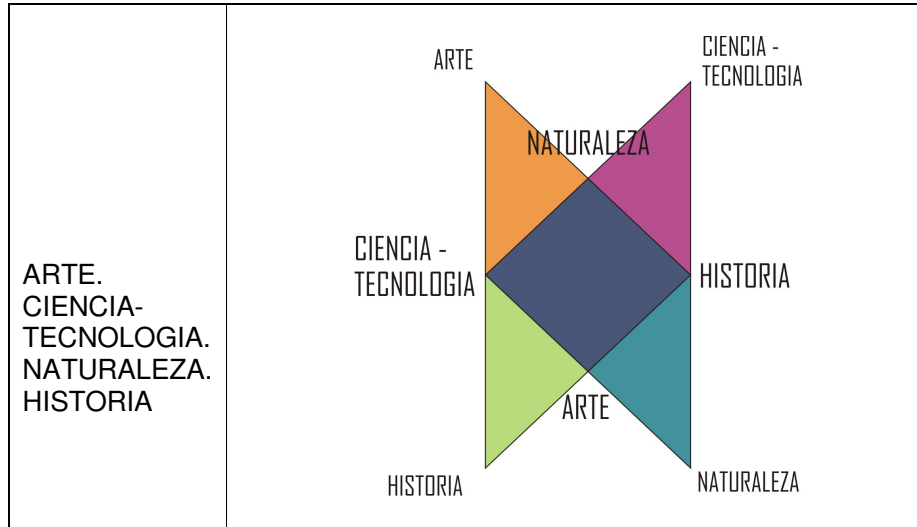 ARTE.
CIENCIA-
TECNOLOGIA.
NATURALEZA.
HISTORIA
ARTE
CIENCIA -
TECNOLOGIA
NATURALEZA
CIENCIA -
TECNOLOGIA
HISTORIA
ARTE
HISTORIA
NATURALEZA